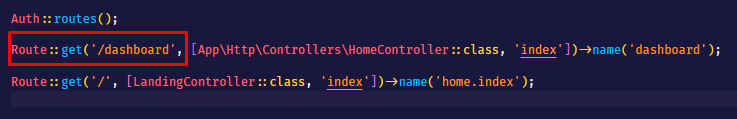 Auth::routes();
Route::get('/dashboard', [App\Http\Controllers\HomeController::class, 'index'])->name('dashboard');
Route::get('/', [LandingController::class, 'index'])->name('home.index');